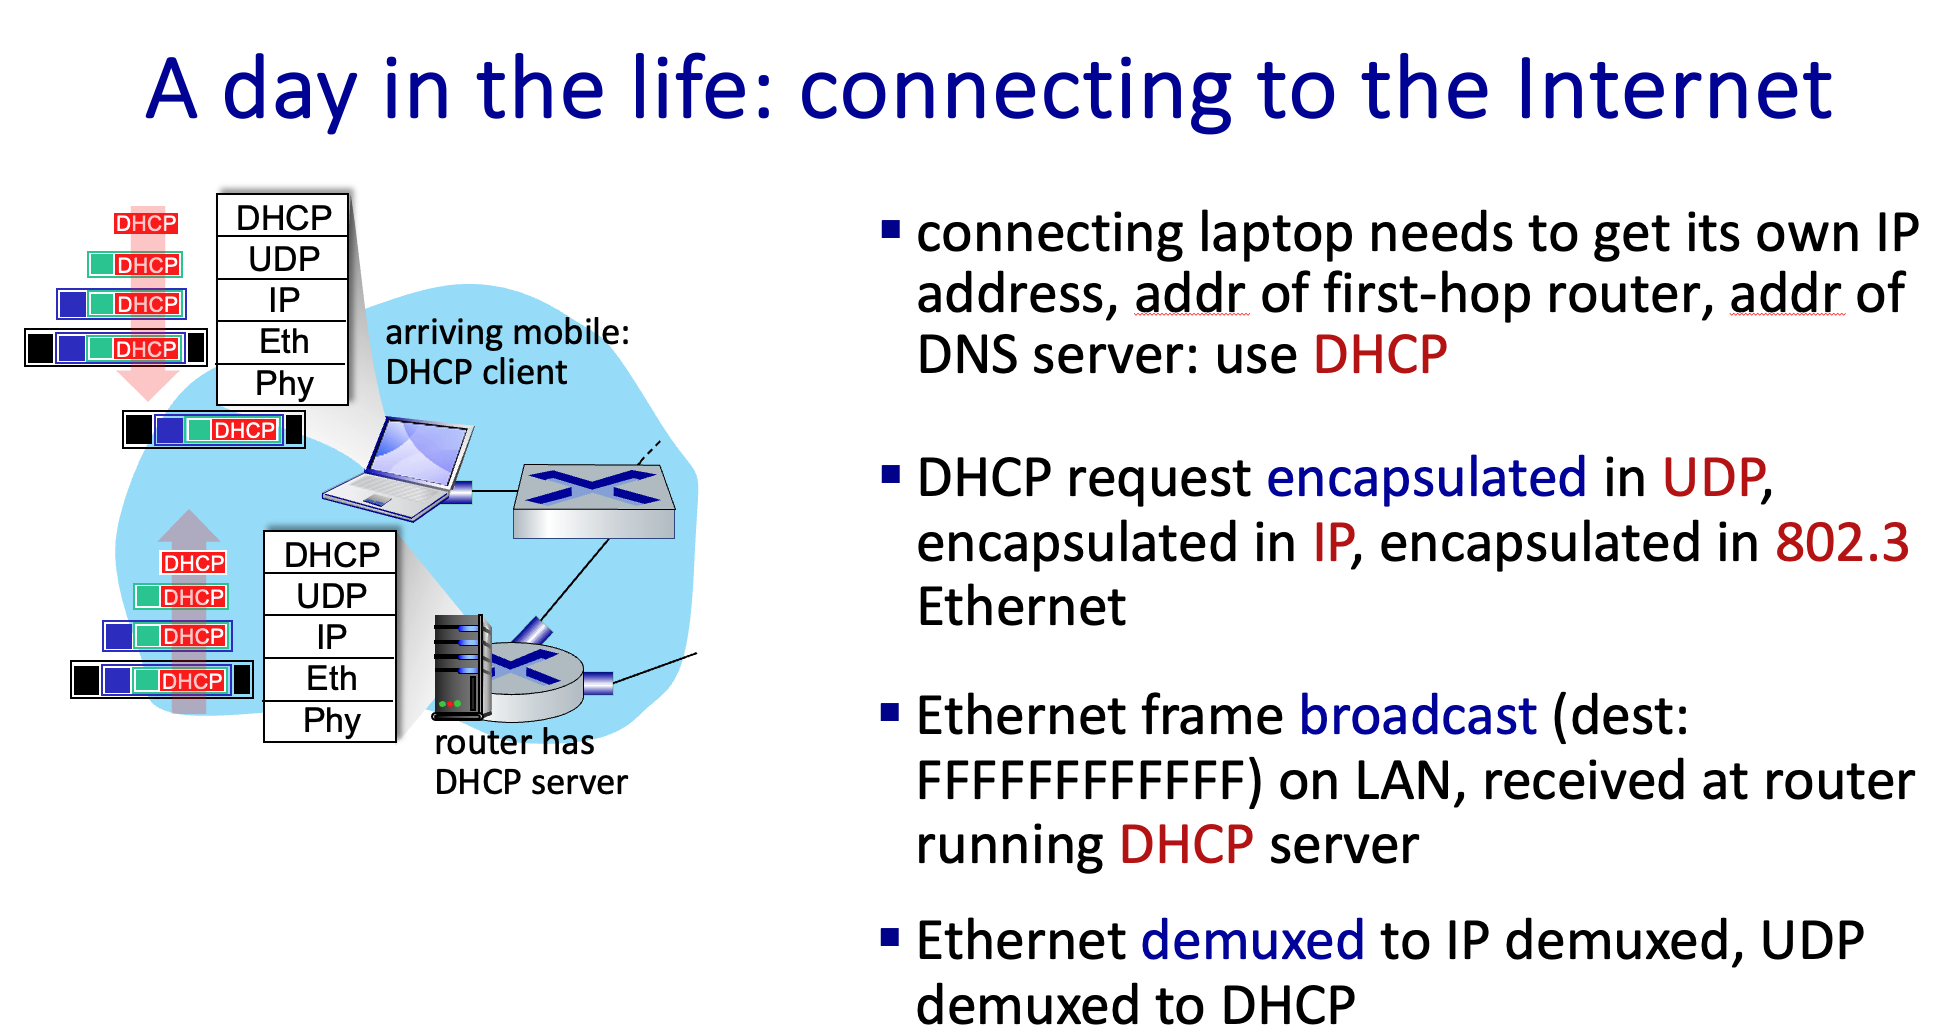 A day in the life: connecting to the Internet
DHCP
DHCP
DHCP
DHCP
DHCP
DHCP
UDP
IP
Eth
Phy
arriving mobile:
DHCP client
DHCP
DHCP
DHCP
DHCP
DHCP
UDP
IP
Eth
Phy
router has
DHCP server
▪ connecting laptop needs to get its own IP
address, addr of first-hop router, addr of
DNS server: use DHCP
▪ DHCP request encapsulated in UDP,
encapsulated in IP, encapsulated in 802.3
Ethernet
▪ Ethernet frame broadcast (dest:
FFFFFFFFFFFF) on LAN, received at router
running DHCP server
▪ Ethernet demuxed to IP demuxed, UDP
demuxed to DHCP